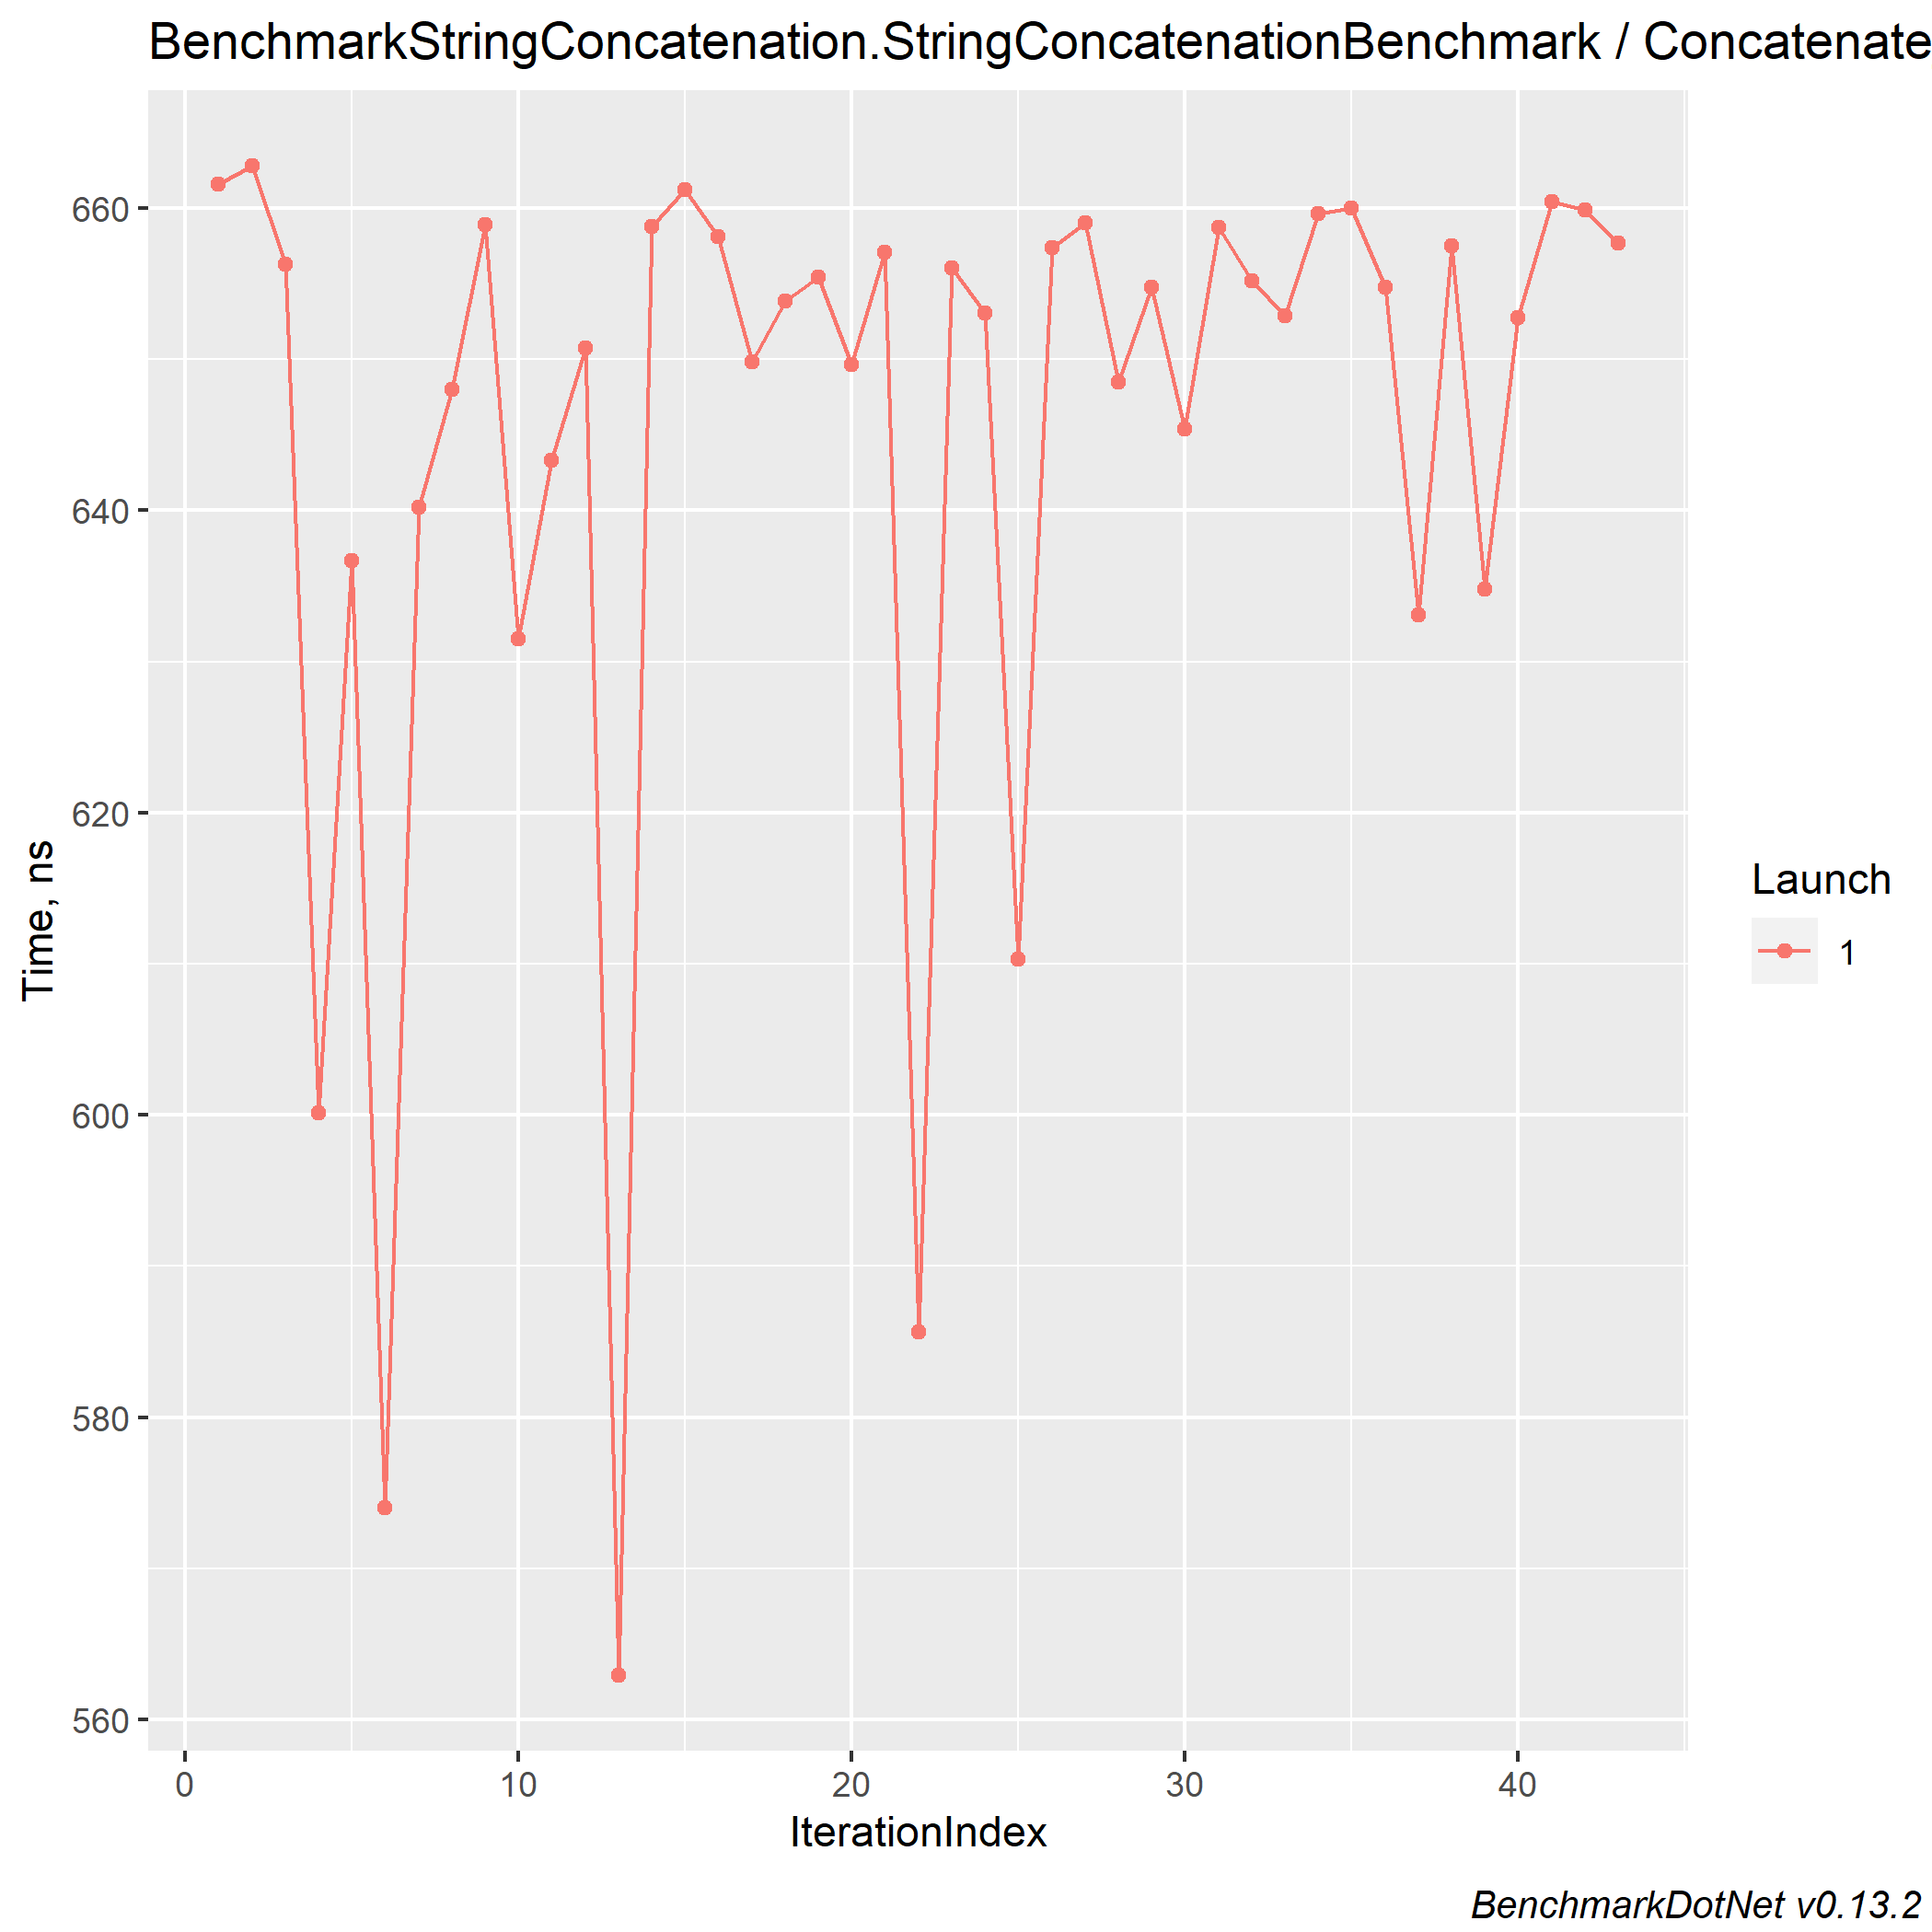 BenchmarkStringConcatenation.StringConcatenationBenchmark / Concatenate
660
640
620
600
580
560
Time, ns
0 10 20 30 40
IterationIndex
Launch
1
BenchmarkDotNet v0.13.2